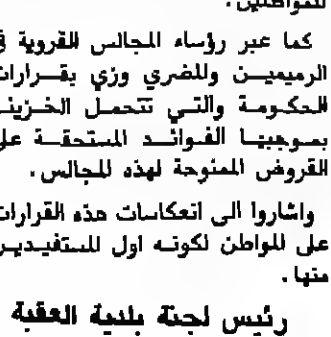 للمواطنين.
كما عبر رؤساء المجالس القروية في
الرميمين وللمضري وزي بقرارات
الحكومة والتي تتحمل الخزينة
بموجبها الفوائد المستحقة على
القروض الممنوحة لهذه المجالس.
واشاروا الى انعكاسات هذه القرارات
على المواطن لكونه اول المستفيدين
منها.
رئيس لجنة بلدية العقبة